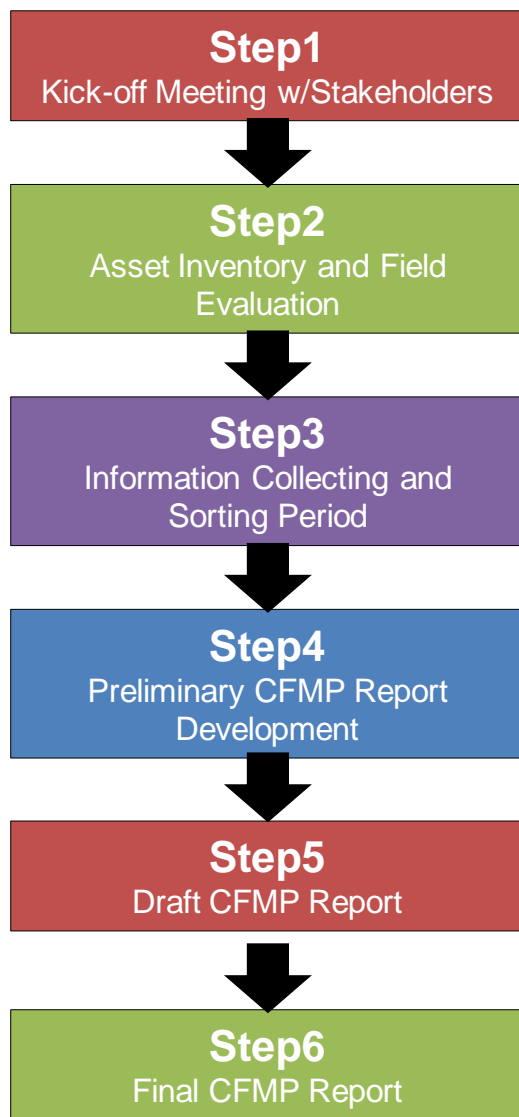 Step1
Kick-off Meeting w/Stakeholders
Step2
Asset Inventory and Field
Evaluation
Step3
Information Collecting and
Sorting Period
Step4
Preliminary CFMP Report
Development
Step5
Draft CFMP Report
Step6
Final CFMP Report